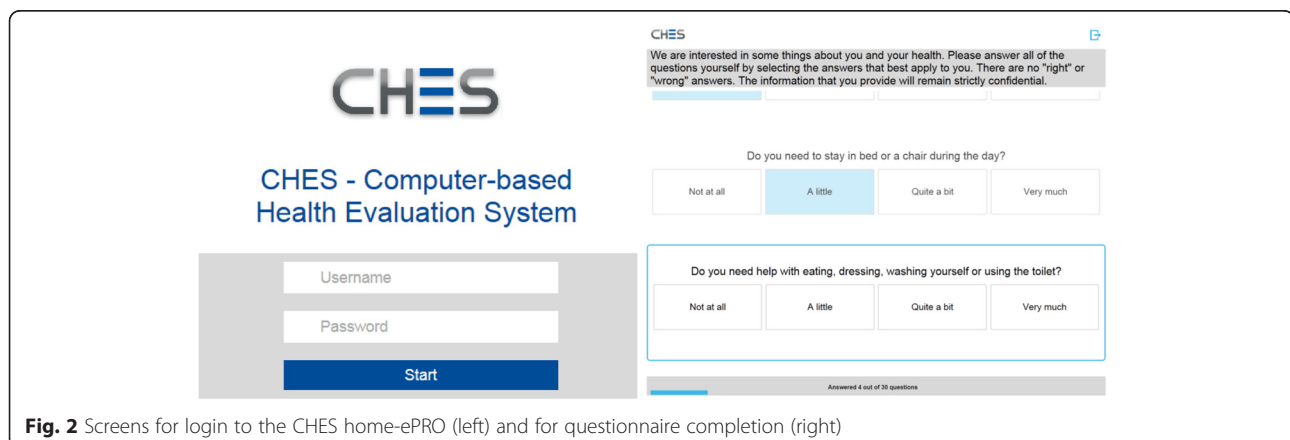 CHES
CHES - Computer-based
Health Evaluation System
Username
Password
Start
CHES
We are interested in some things about you and your health. Please answer all of the
questions yourself by selecting the answers that best apply to you. There are no "right" or
"wrong" answers. The information that you provide will remain strictly confidential.
Do you need to stay in bed or a chair during the day?
Not at all A little Quite a bit Very much
Do you need help with eating, dressing, washing yourself or using the toilet?
Not at all A little Quite a bit Very much
Answered 4 out of 30 questions
Fig. 2 Screens for login to the CHES home-ePRO (left) and for questionnaire completion (right)